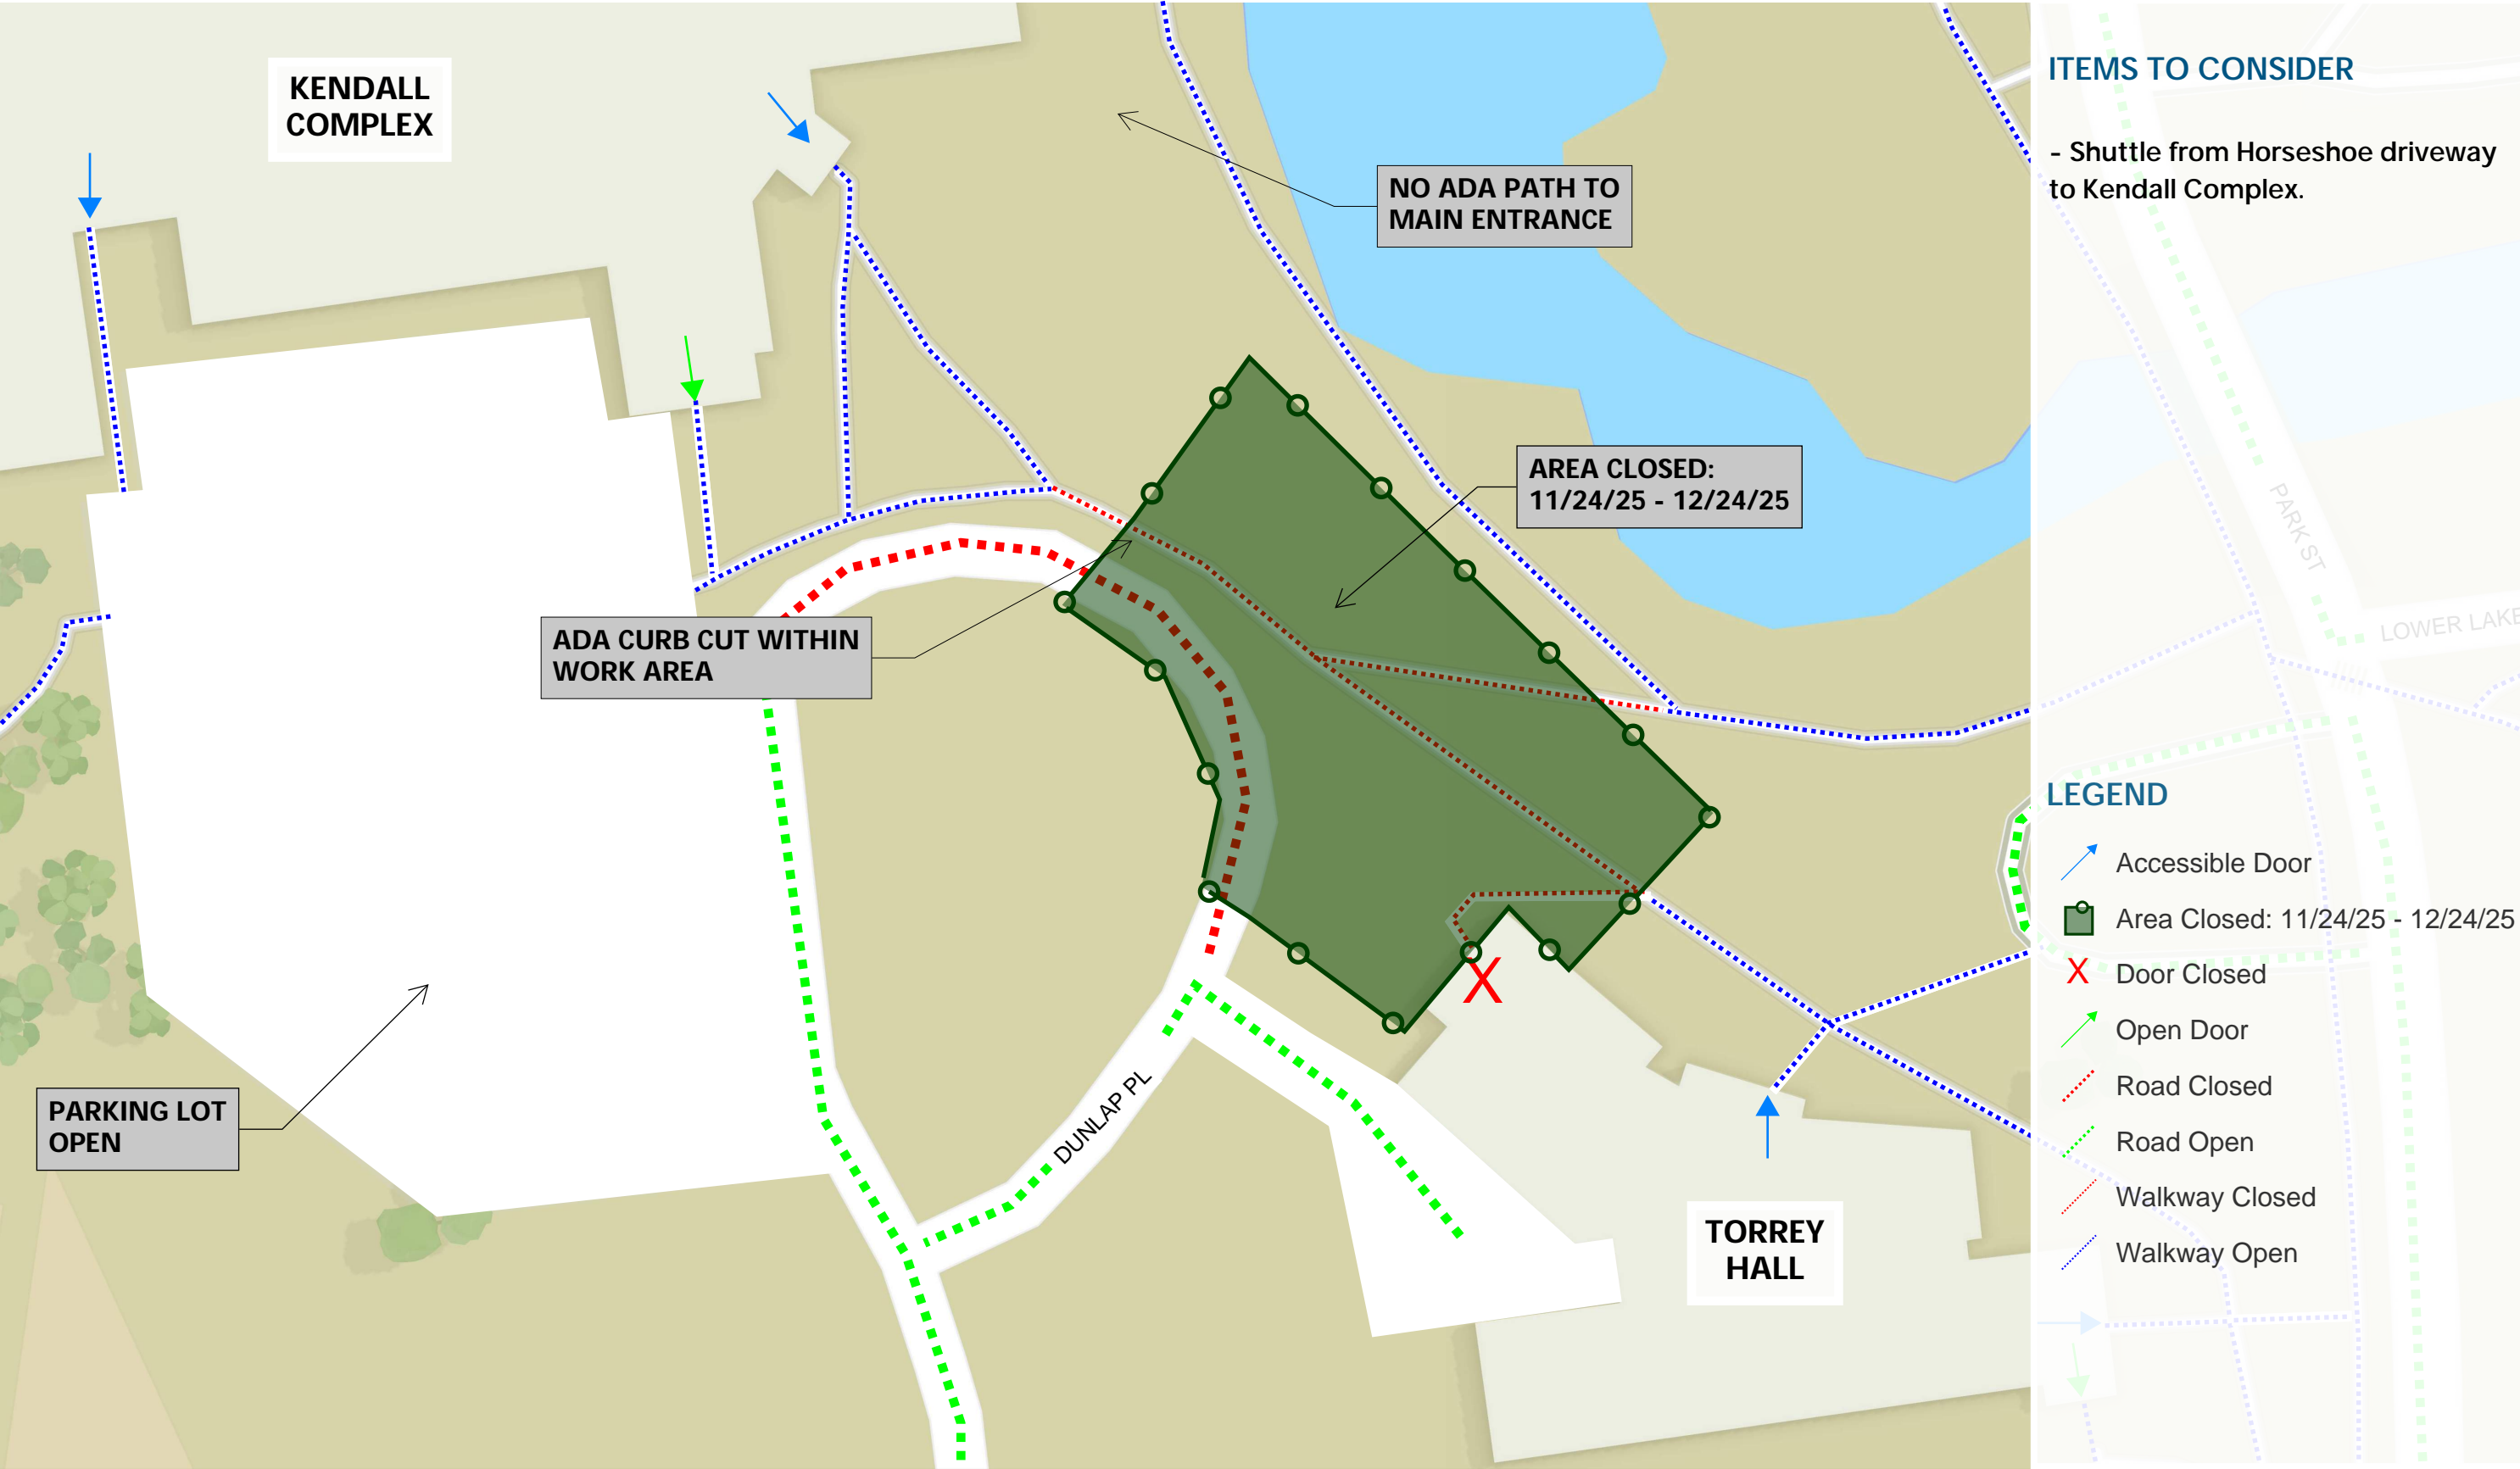 KENDALL
COMPLEX
NO ADA PATH TO
MAIN ENTRANCE
AREA CLOSED:
11/24/25 - 12/24/25
ADA CURB CUT WITHIN
WORK AREA
PARKING LOT
OPEN
DUNLAP PL
TORREY
HALL
ITEMS TO CONSIDER
- Shuttle from Horseshoe driveway
to Kendall Complex.
PARK ST
LOWER LAKE
LEGEND
Accessible Door
Area Closed: 11/24/25 - 12/24/25
X Door Closed
Open Door
Road Closed
Road Open
Walkway Closed
Walkway Open